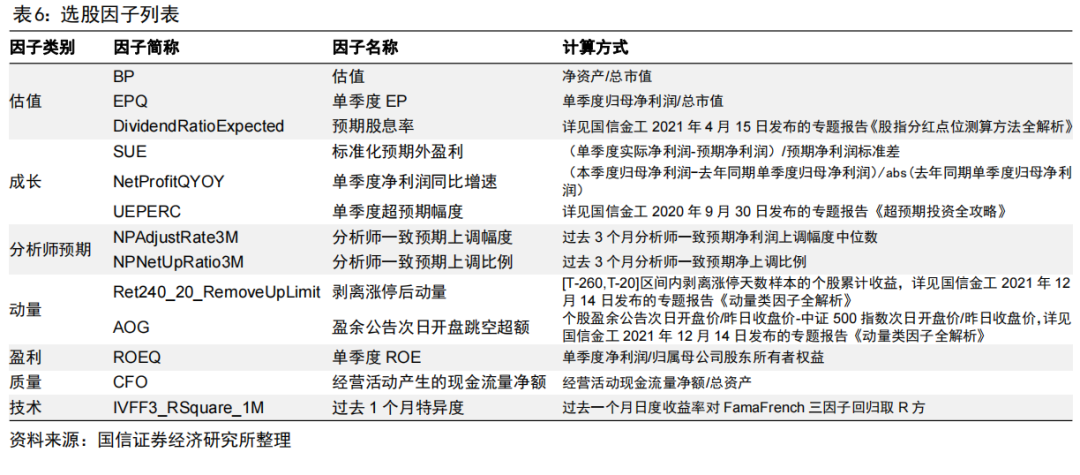 表6：选股因子列表
因子类别 因子简称 因子名称 计算方式
估值 BP 估值 净资产/总市值
EPQ 单季度 EP 单季度归母净利润/总市值
DividendRatioExpected 预期股息率 详见国信金工 2021 年 4 月 15 日发布的专题报告《股指分红点位测算方法全解析》
成长 SUE 标准化预期外盈利 （单季度实际净利润-预期净利润）/预期净利润标准差
NetProfitQYOY 单季度净利润同比增速 （本季度归母净利润-去年同期单季度归母净利润)/abs(去年同期单季度归母净利
润）
UEPERC 单季度超预期幅度 详见国信金工 2020 年 9 月 30 日发布的专题报告《超预期投资全攻略》
分析师预期 NPAdjustRate3M 分析师一致预期上调幅度 过去 3 个月分析师一致预期净利润上调幅度中位数
NPNetUpRatio3M 分析师一致预期上调比例 过去 3 个月分析师一致预期净上调比例
动量 Ret240_20_RemoveUpLimit 剥离涨停后动量 [T-260,T-20]区间内剥离涨停天数样本的个股累计收益，详见国信金工 2021 年 12
月 14 日发布的专题报告《动量类因子全解析》
AOG 盈余公告次日开盘跳空超额 个股盈余公告次日开盘价/昨日收盘价-中证 500 指数次日开盘价/昨日收盘价,详见
国信金工 2021 年 12 月 14 日发布的专题报告《动量类因子全解析》
盈利 ROEQ 单季度 ROE 单季度净利润/归属母公司股东所有者权益
质量 CFO 经营活动产生的现金流量净额 经营活动现金流量净额/总资产
技术 IVFF3_RSquare_1M 过去 1 个月特异度 过去一个月日度收益率对 FamaFrench 三因子回归取 R 方
资料来源：国信证券经济研究所整理